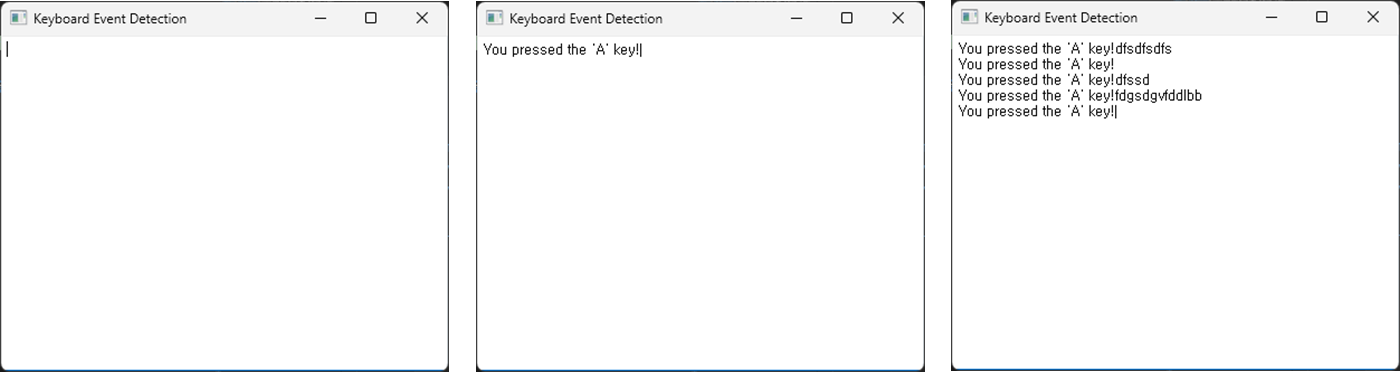 Keyboard Event Detection
Keyboard Event Detection
You pressed the 'A' key!
Keyboard Event Detection
You pressed the 'A' key!dfsdfsdfs
You pressed the 'A' key!
You pressed the 'A' key!dfssd
You pressed the 'A' key!fdgsdgvfddlbb
You pressed the 'A' key!